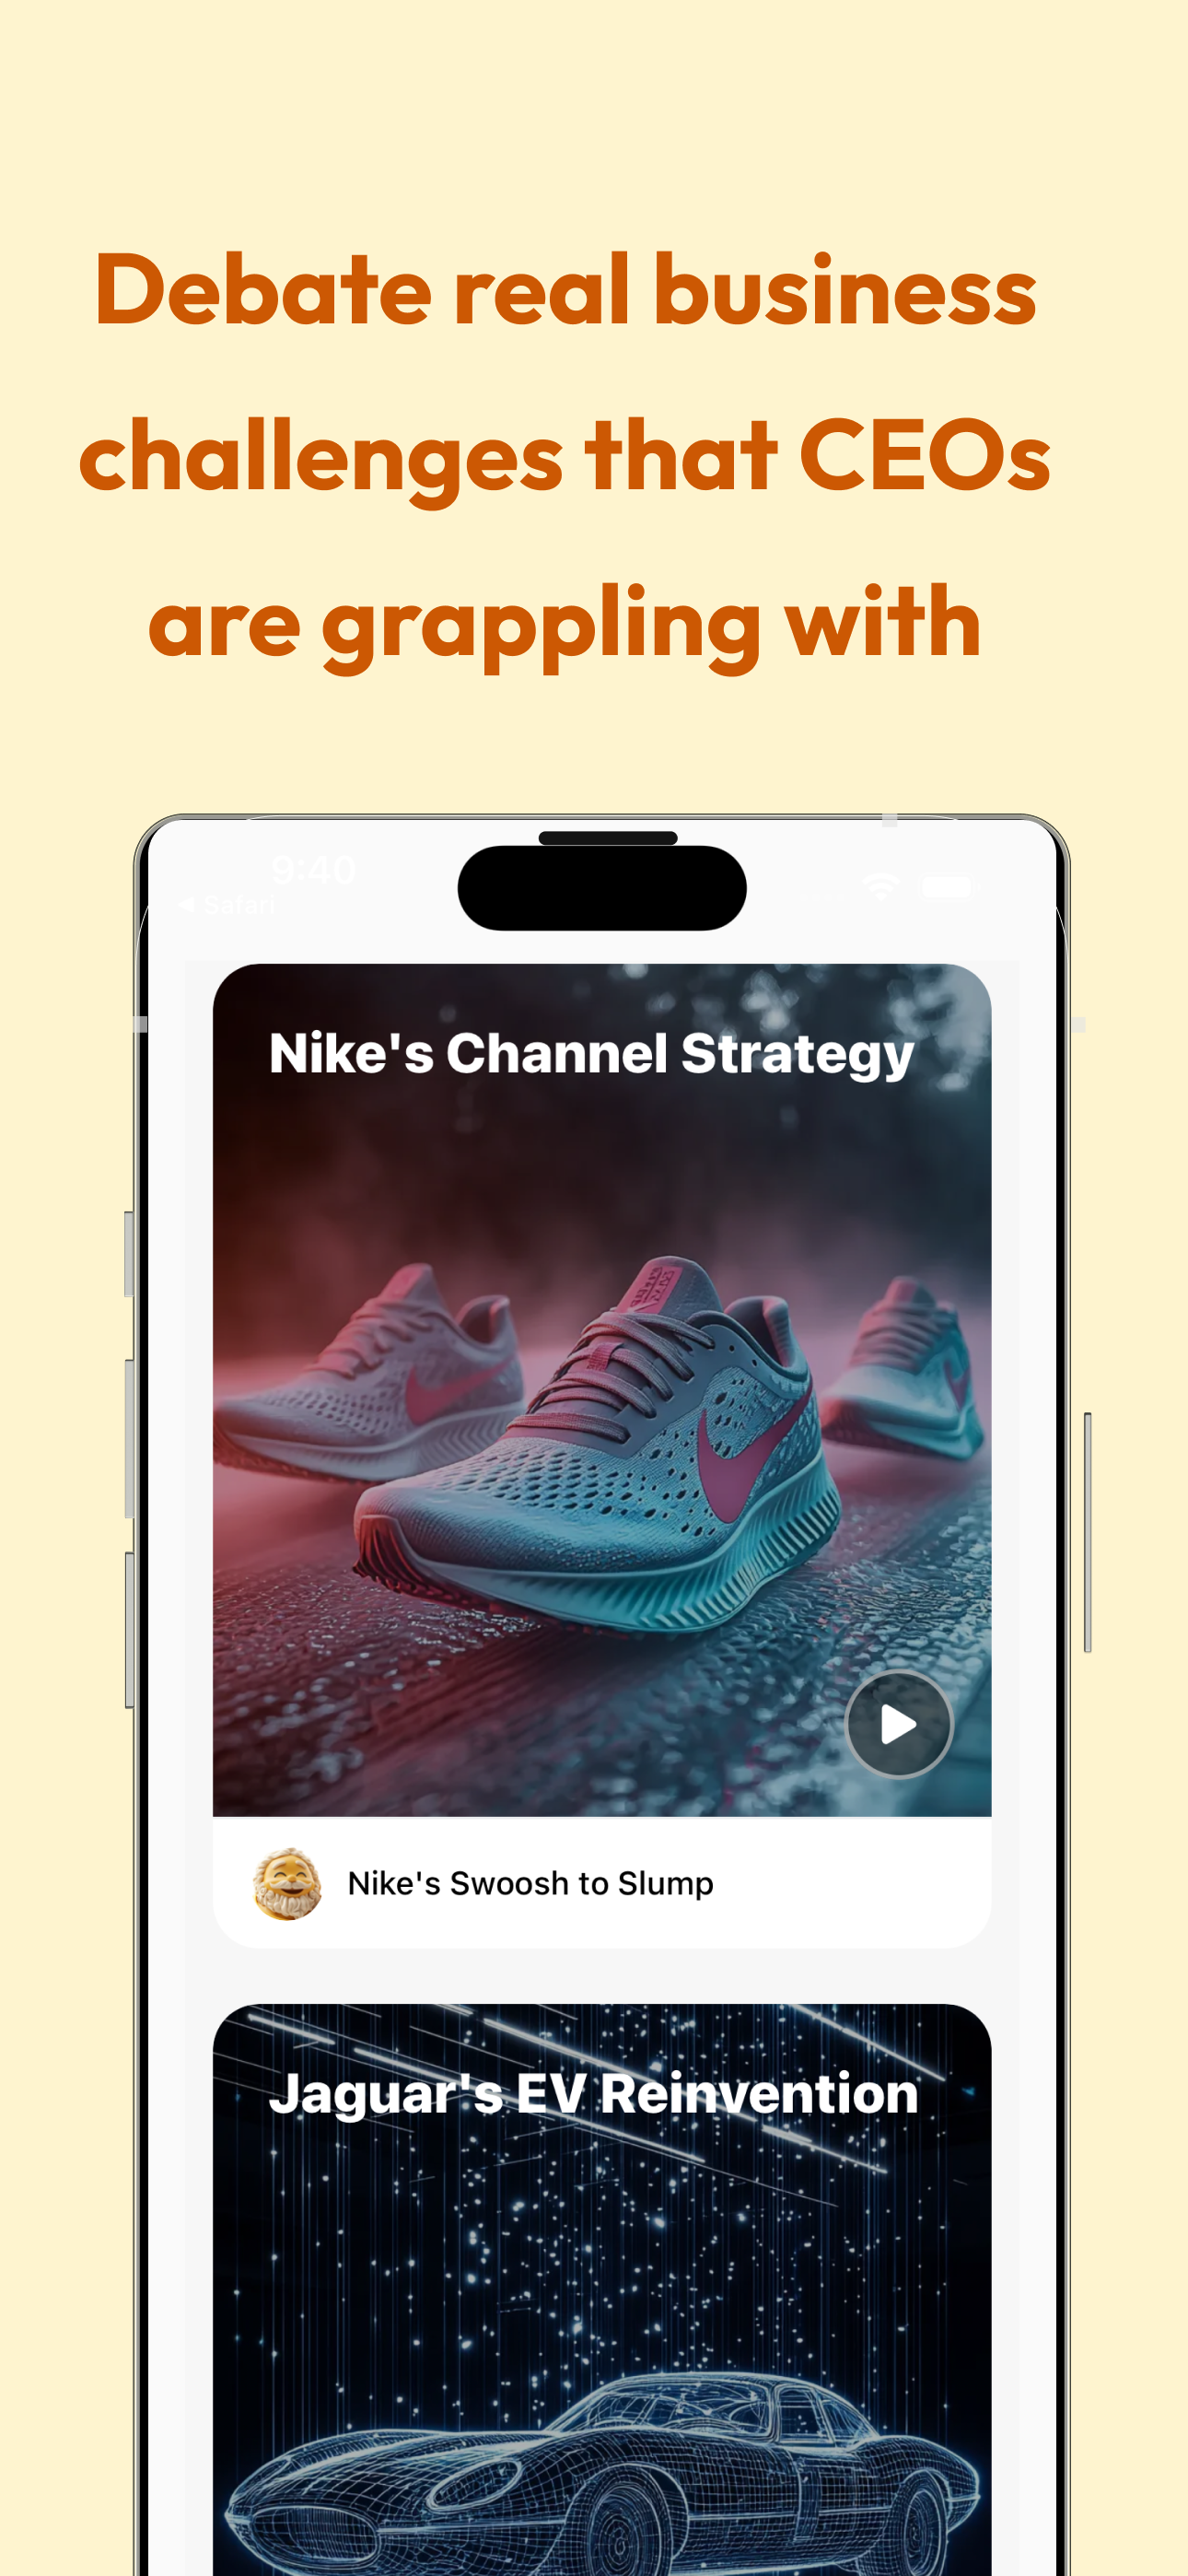 Debate real business
challenges that CEOs
are grappling with
9:40
◀ Safari
Nike's Channel Strategy
Nike's Swoosh to Slump
Jaguar's EV Reinvention